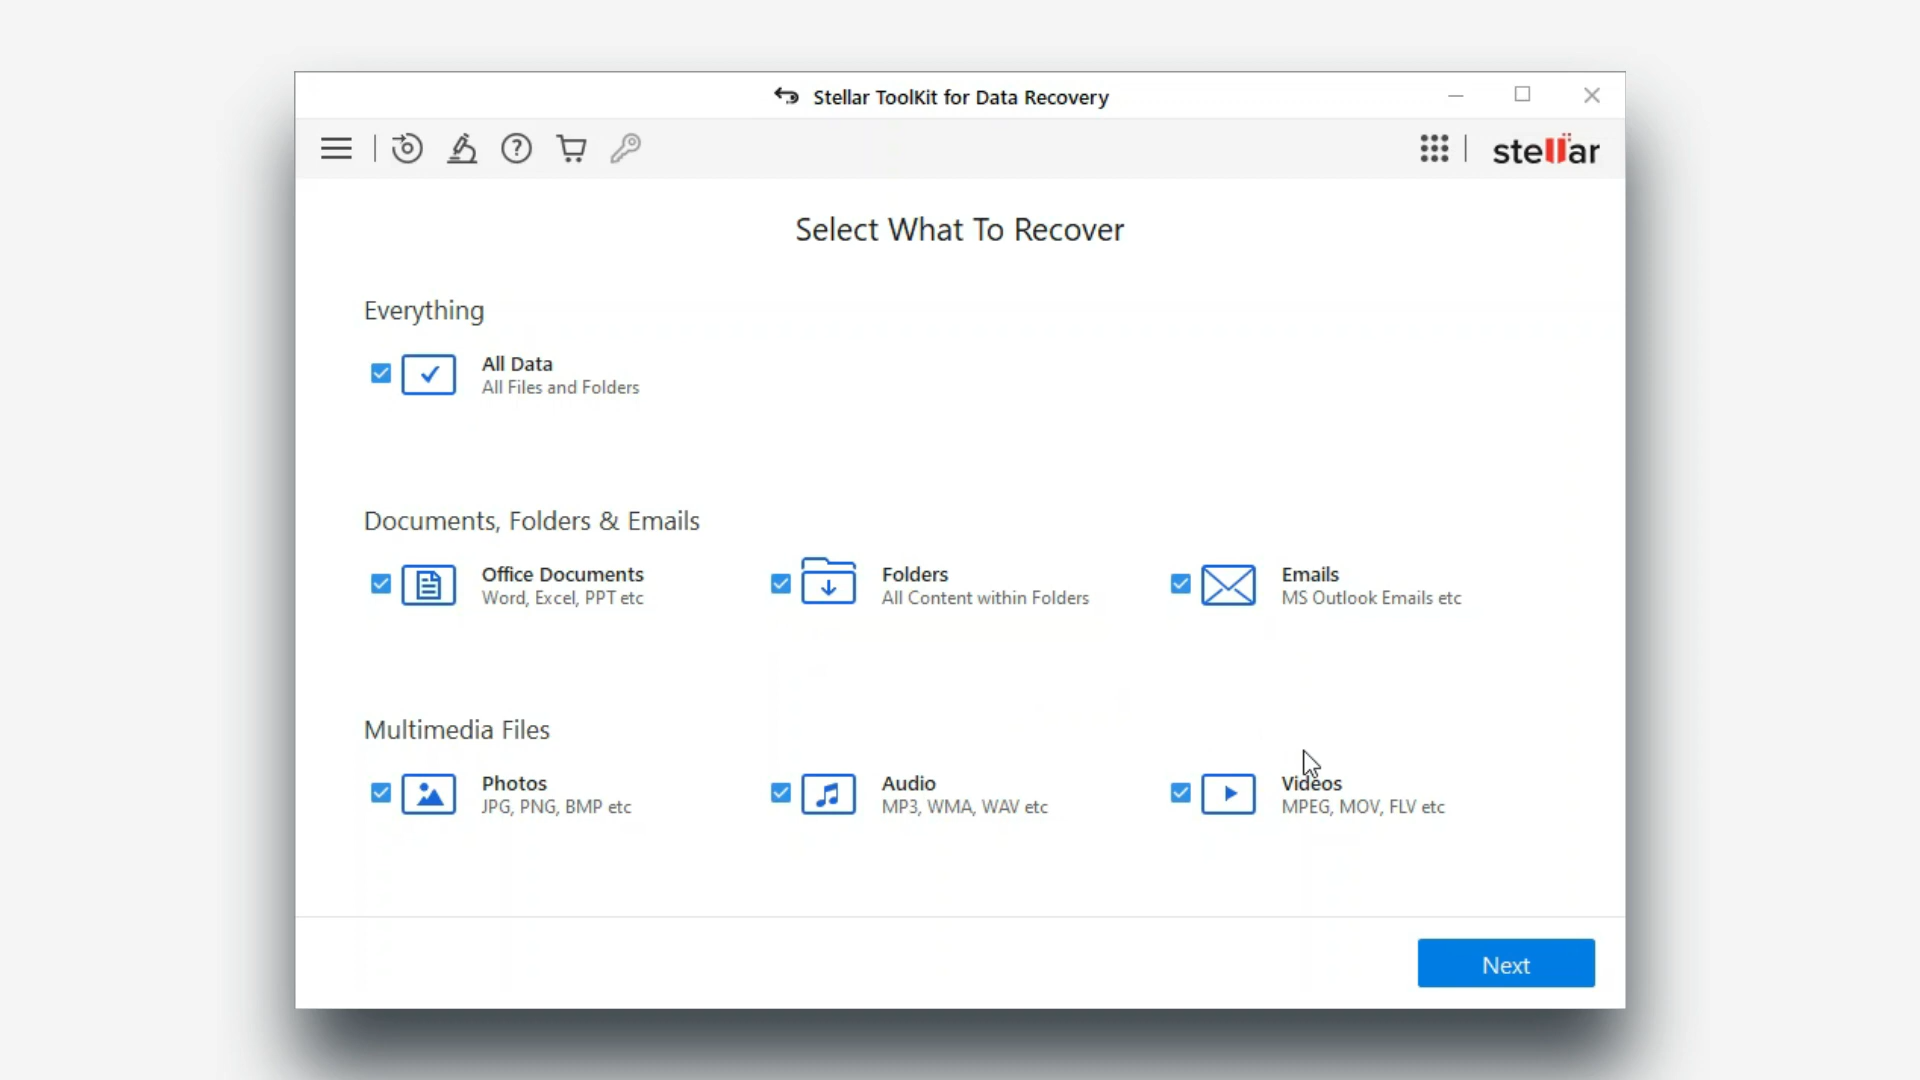 Stellar ToolKit for Data Recovery
stellar
Select What To Recover
Everything
All Data
All Files and Folders
Documents, Folders & Emails
Office Documents
Word, Excel, PPT etc
Folders
All Content within Folders
Emails
MS Outlook Emails etc
Multimedia Files
Photos
JPG, PNG, BMP etc
Audio
MP3, WMA, WAV etc
Videos
MPEG, MOV, FLV etc
Next